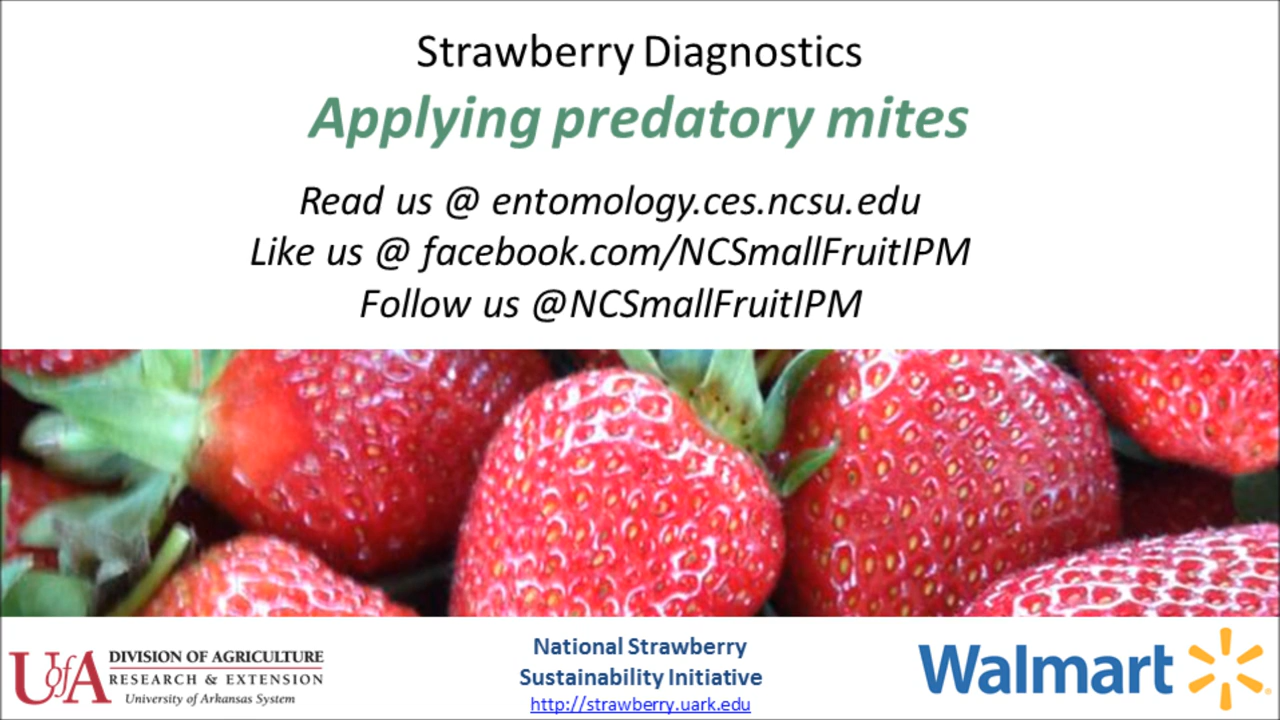 Strawberry Diagnostics
Applying predatory mites
Read us @ entomology.ces.ncsu.edu
Like us @ facebook.com/NCSmallFruitIPM
Follow us @NCSmallFruitIPM
UofA
DIVISION OF AGRICULTURE
RESEARCH & EXTENSION
University of Arkansas System
National Strawberry
Sustainability Initiative
http://strawberry.uark.edu
Walmart